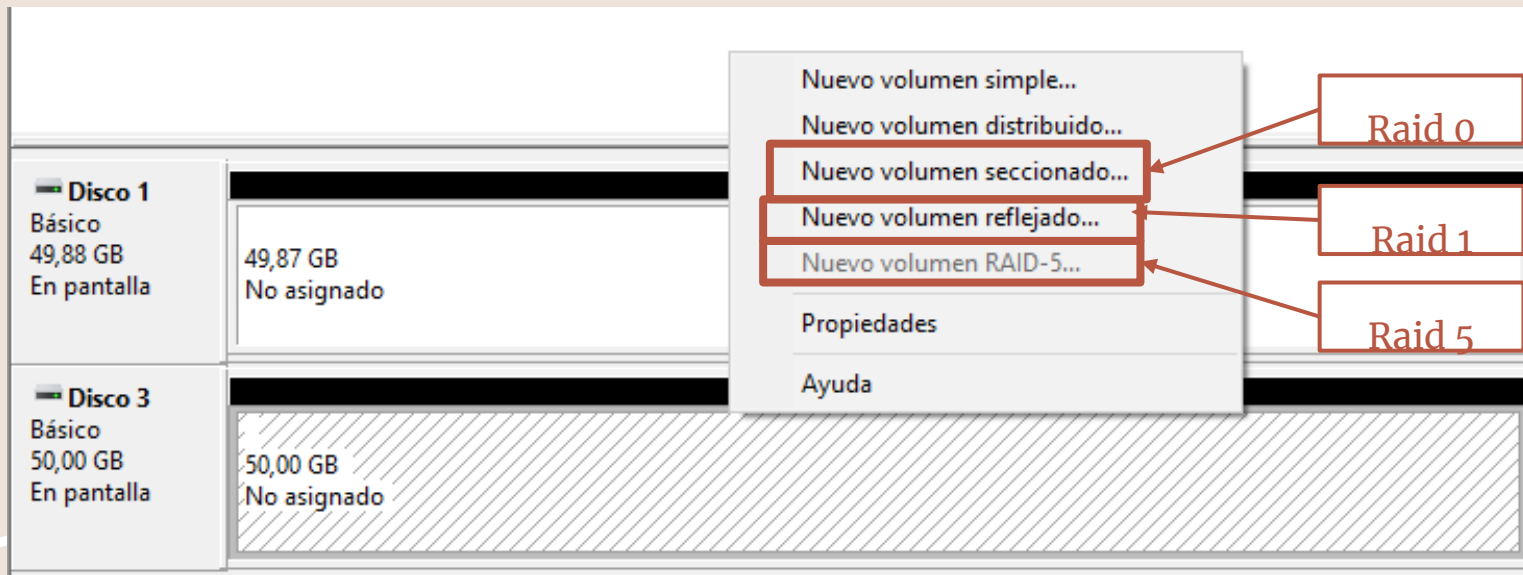 Nuevo volumen simple...
Nuevo volumen distribuido...
Nuevo volumen seccionado...
Nuevo volumen reflejado...
Nuevo volumen RAID-5...
Propiedades
Ayuda
Raid 0
Raid 1
Raid 5
Disco 1
Básico
49,88 GB
En pantalla
49,87 GB
No asignado
Disco 3
Básico
50,00 GB
En pantalla
50,00 GB
No asignado